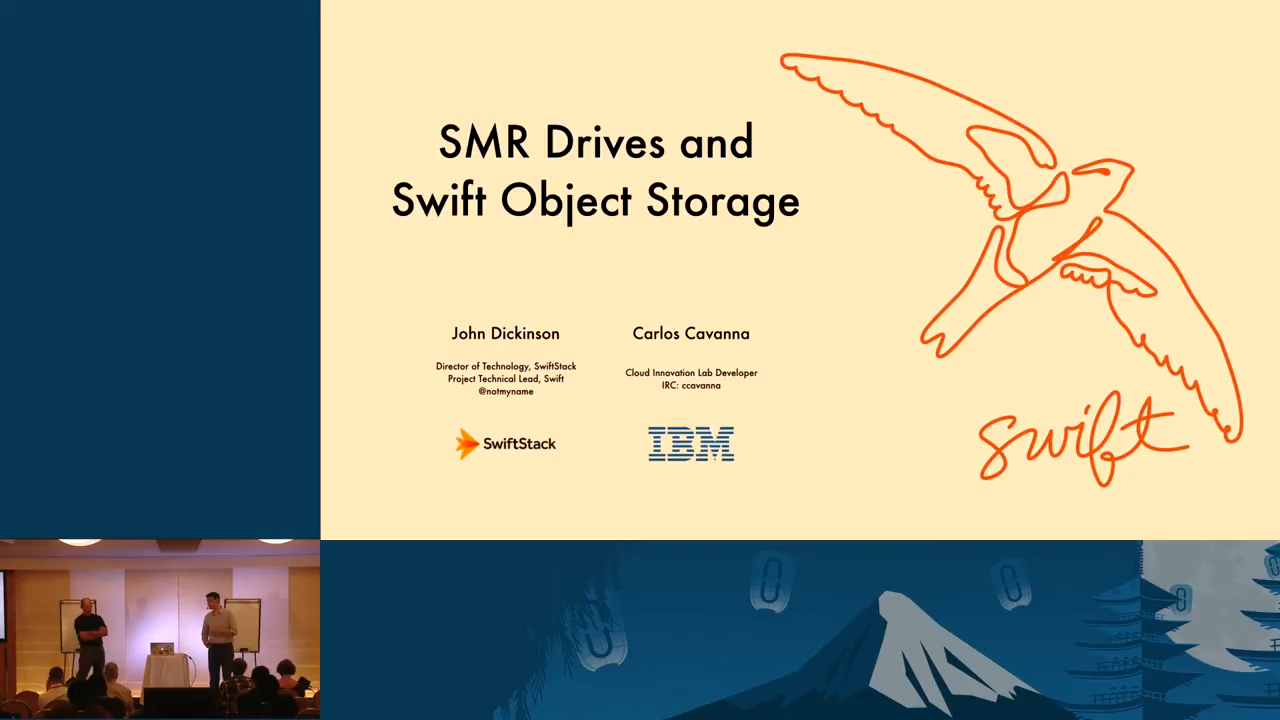 SMR Drives and
Swift Object Storage
John Dickinson
Director of Technology, SwiftStack
Project Technical Lead, Swift
@notmyname
SwiftStack
Carlos Cavanna
Cloud Innovation Lab Developer
IRC: ccavanna
IBM
swift